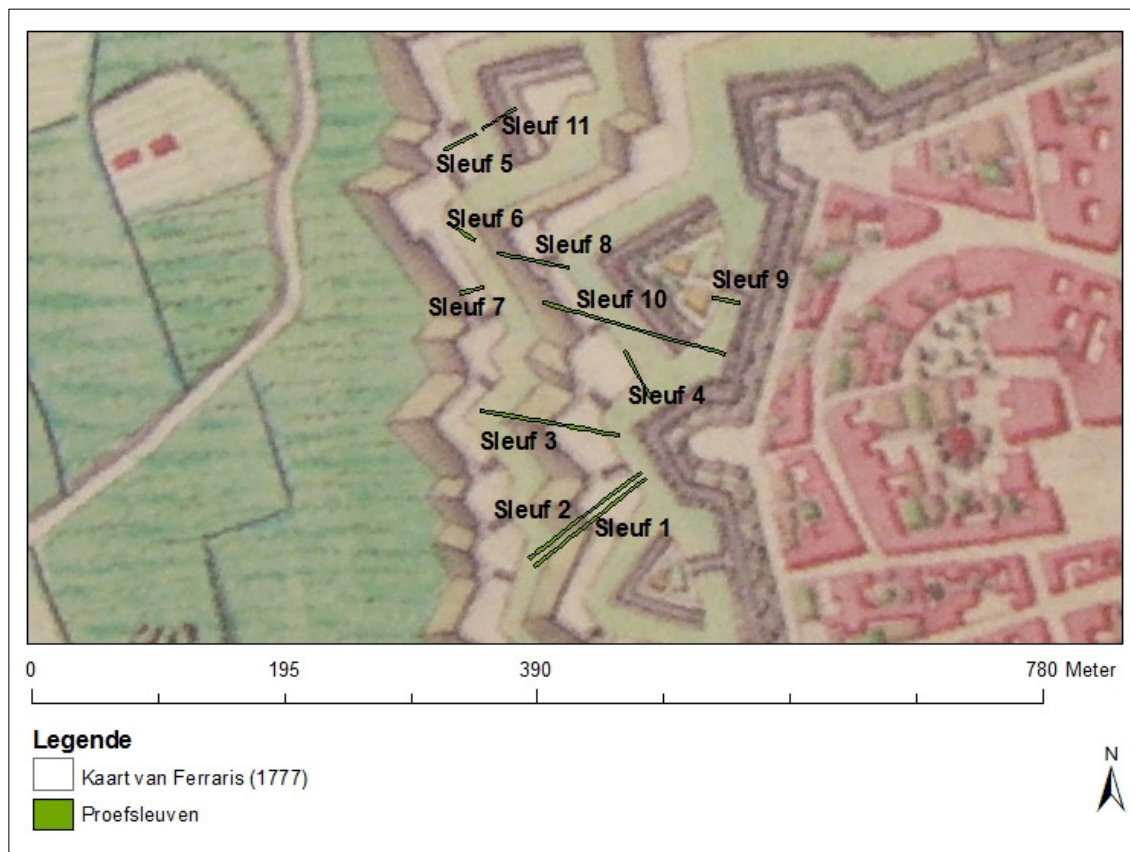 Sleuf 11
Sleuf 5
Sleuf 6
Sleuf 8
Sleuf 9
Sleuf 10
Sleuf 7
Sleuf 4
Sleuf 3
Sleuf 2
Sleuf 1
0 195 390 780 Meter
Legende
Kaart van Ferraris (1777)
Proefsleuven
N